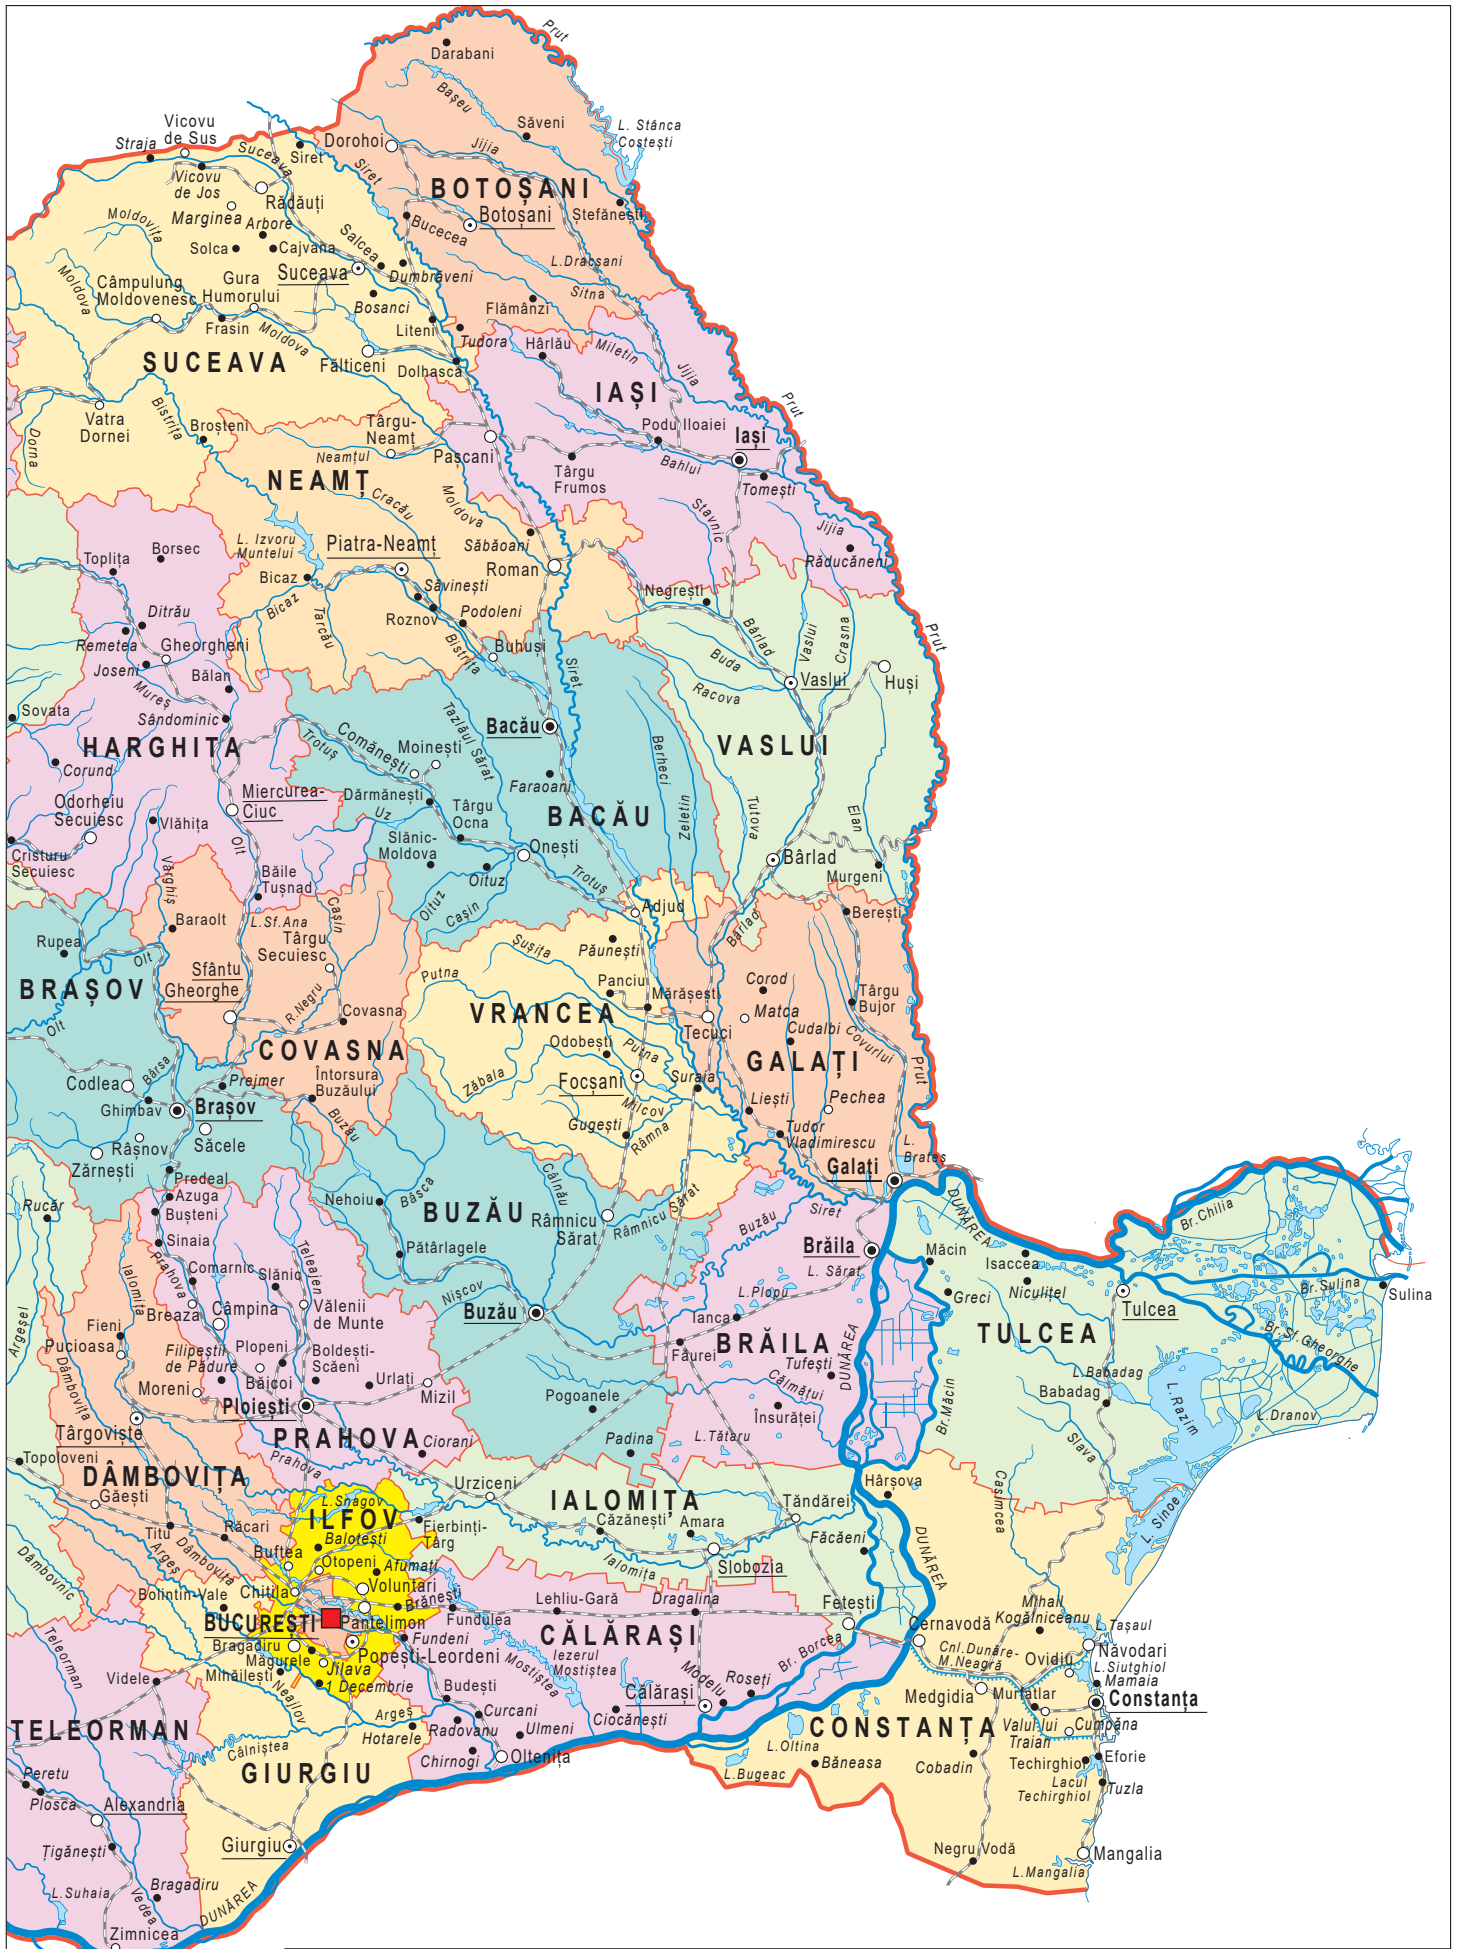 Prut
Darabani
Başeu
Săveni
L. Stânca
Costeşti
Vicovu
de Sus
Straja
Suceava
Siret
Dorohoi
Jijia
Siret
Vicovu
de Jos
Rădăuţi
BOTOŞANI
Botoşani
Ştefăneşti
Marginea
Arbore
Moldoviţa
Bucecea
Solca
Cajvana
Salcea
L.Dracşani
Suceava
Dumbrăveni
Sitna
Moldova
Câmpulung
Moldovenesc
Gura
Humorului
Bosanci
Flămânzi
Frasin
Moldova
Liteni
Tudora
Hârlău
Miletin
SUCEAVA
Fălticeni
Dolhasca
Jijia
IAŞI
Prut
Vatra
Dornei
Bistriţa
Broşteni
Târgu-
Neamţ
Podu Iloaiei
Iaşi
Dorna
Neamţul
Paşcani
Bahlui
Târgu
Frumos
Tomeşti
NEAMŢ
Cracău
Moldova
Stavnic
Jijia
L. Izvoru
Muntelui
Piatra-Neamţ
Săbăoani
Răducăneni
Topliţa
Borsec
Roman
Bicaz
Săvineşti
Negreşti
Bicaz
Tarcău
Roznov
Podoleni
Ditrău
Remetea
Gheorgheni
Bistriţa
Buhuşi
Siret
Bârlad
Vaslui
Crasna
Prut
Joseni
Bălan
Buda
Mureş
Racova
Vaslui
Huşi
Sovata
Sândominic
Tazlăul Sărat
HARGHITA
Comăneşti
Trotuş
Bacău
Moineşti
Berheci
VASLUI
Corund
Faraoani
Miercurea-
Ciuc
Dărmăneşti
Odorheiu
Secuiesc
Uz
Târgu
Ocna
BACĂU
Zeletin
Tutova
Elan
Vlăhiţa
Slănic-
Moldova
Oneşti
Olt
Cristuru
Secuiesc
Bârlad
Vârghiş
Băile
Tuşnad
Oituz
Trotuş
Murgeni
Oituz
Caşin
Adjud
Bereşti
Baraolt
L.Sf.Ana
Caşin
Bârlad
Rupea
Târgu
Secuiesc
Suşiţa
Păuneşti
Olt
Sfântu
Gheorghe
Putna
Panciu
Corod
Târgu
Bujor
BRAŞOV
R.Negru
Mărăşeşti
VRANCEA
Matca
Covasna
Tecuci
Cudalbi
Covurlui
Olt
COVASNA
Odobeşti
Putna
GALAŢI
Prut
Bârsa
Zăbala
Codlea
Prejmer
Întorsura
Buzăului
Focşani
Suraia
Ghimbav
Braşov
Milcov
Lieşti
Pechea
Buzău
Săcele
Gugeşti
Râmna
Tudor
Vladimirescu
L.
Brateş
Râşnov
Zărneşti
Predeal
Câlnău
Galaţi
Rucăr
Azuga
Nehoiu
Bâsca
Buşteni
BUZĂU
Râmnicu
Sărat
Râmnicu Sărat
Buzău
Siret
DUNĂREA
Br.Chilia
Sinaia
Pătârlagele
Brăila
Măcin
Ialomiţa
Prahova
Comarnic
Teleajen
Slănic
L. Sărat
Isaccea
Nişcov
L.Plopu
Greci
Niculiţel
Br.Sulina
Sulina
Argeşel
Breaza
Câmpina
Vălenii
de Munte
Buzău
Ianca
Tulcea
Fieni
TULCEA
Br.Sf.Gheorghe
Pucioasa
Filipeştii
de Pădure
Plopeni
Boldeşti-
Scăeni
BRĂILA
Făurei
Tufeşti
DUNĂREA
L.Babadag
Dâmboviţa
Moreni
Băicoi
Urlaţi
Mizil
Călmăţui
Br.Măcin
Babadag
L.Razim
Ploieşti
Pogoanele
Însurăţei
L.Dranov
Târgovişte
PRAHOVA
Ciorani
Padina
L.Tătaru
Slava
Topoloveni
Prahova
DÂMBOVIŢA
Urziceni
Hârşova
Casimcea
Găeşti
L.Snagov
IALOMIŢA
Ţăndărei
L. Sinoe
ILFOV
Titu
Răcari
Fierbinţi-
Târg
Căzăneşti
Amara
Făcăeni
DUNĂREA
Argeş
Dâmboviţa
Buftea
Baloteşti
Dâmbovnic
Otopeni
Afumaţi
Ialomiţa
Slobozia
Bolintin-Vale
Chitila
Voluntari
Brăneşti
Lehliu-Gară
Dragalina
Feteşti
Mihail
Kogălniceanu
L.Taşaul
BUCUREŞTI
Pantelimon
Fundulea
CĂLĂRAŞI
Cernavodă
Teleorman
Bragadiru
Fundeni
Iezerul
Mostiştea
Br. Borcea
Cnl.Dunăre-
M.Neagră
Ovidiu
Năvodari
Măgurele
Popeşti-Leordeni
Mostiştea
L.Siutghiol
Mihăileşti
Jilava
Modelu
Roseţi
Mamaia
Videle
1 Decembrie
Budeşti
Călăraşi
Medgidia
Murfatlar
Constanţa
Neajlov
Argeş
Curcani
Ciocăneşti
TELEORMAN
Radovanu
Ulmeni
CONSTANŢA
Valu lui
Traian
Cumpăna
Hotarele
Câlniştea
Chirnogi
Olteniţa
L.Oltina
Băneasa
Cobadin
Techirghiol
Eforie
GIURGIU
L.Bugeac
Lacul
Techirghiol
Tuzla
Peretu
Plosca
Alexandria
Giurgiu
Negru Vodă
Mangalia
Ţigăneşti
L.Mangalia
L.Suhaia
Bragadiru
Vedea
DUNĂREA
Zimnicea